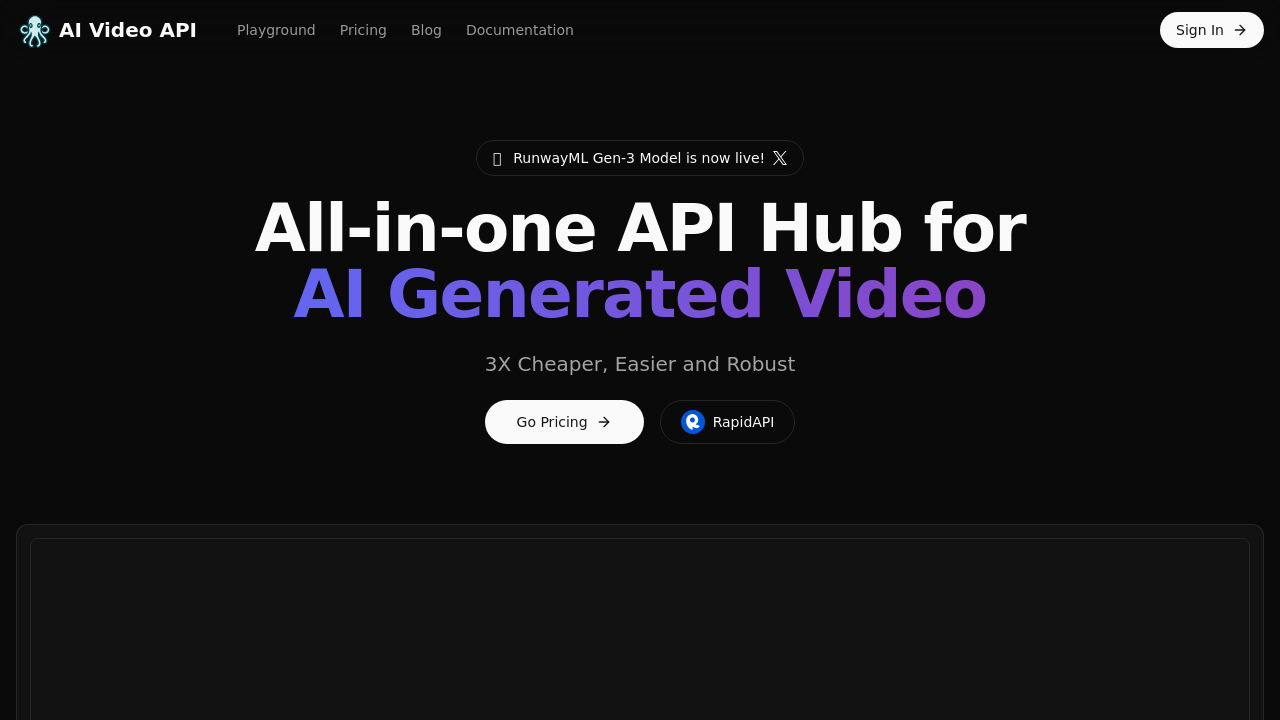 AI Video API
Playground
Pricing
Blog
Documentation
Sign In
RunwayML Gen-3 Model is now live!
All-in-one API Hub for
AI Generated Video
3X Cheaper, Easier and Robust
Go Pricing
RapidAPI